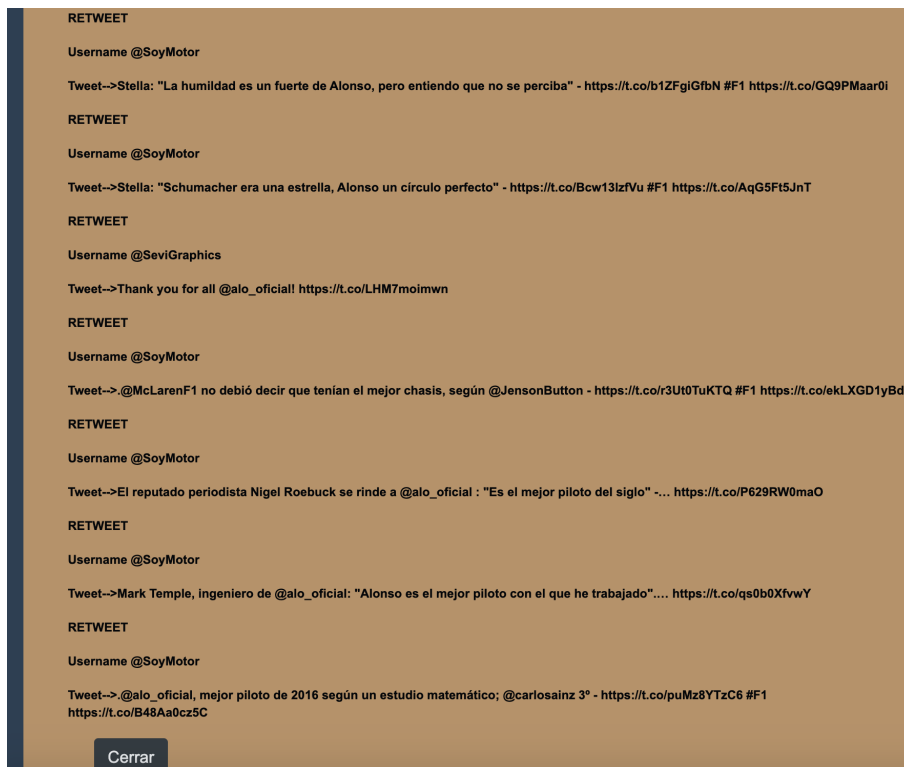 RETWEET
Username @SoyMotor
Tweet-->Stella: "La humildad es un fuerte de Alonso, pero entiendo que no se perciba" - https://t.co/b1ZFgiGfbN #F1 https://t.co/GQ9PMaar0i
RETWEET
Username @SoyMotor
Tweet-->Stella: "Schumacher era una estrella, Alonso un círculo perfecto" - https://t.co/Bcw13IzfVu #F1 https://t.co/AqG5Ft5JnT
RETWEET
Username @SeviGraphics
Tweet-->Thank you for all @alo_oficial! https://t.co/LHM7moimwn
RETWEET
Username @SoyMotor
Tweet-->.@McLarenF1 no debió decir que tenían el mejor chasis, según @JensonButton - https://t.co/r3Ut0TuKTQ #F1 https://t.co/ekLXGD1yBd
RETWEET
Username @SoyMotor
Tweet-->El reputado periodista Nigel Roebuck se rinde a @alo_oficial : "Es el mejor piloto del siglo" -… https://t.co/P629RW0maO
RETWEET
Username @SoyMotor
Tweet-->Mark Temple, ingeniero de @alo_oficial: "Alonso es el mejor piloto con el que he trabajado".… https://t.co/qs0b0XfvwY
RETWEET
Username @SoyMotor
Tweet-->.@alo_oficial, mejor piloto de 2016 según un estudio matemático; @carlosainz 3º - https://t.co/puMz8YTzC6 #F1
https://t.co/B48Aa0cz5C
Cerrar